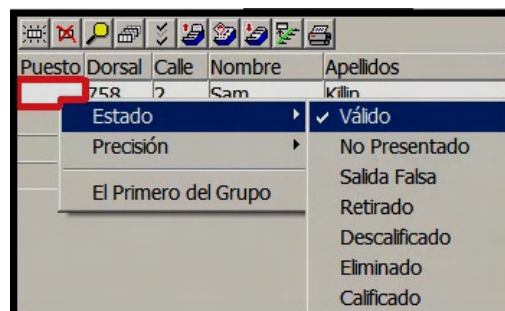 Puesto Dorsal Calle Nombre Apellidos
758 2 Sam Killin
Estado Válido
Precisión No Presentado
Salida Falsa
El Primero del Grupo Retirado
Descalificado
Eliminado
Calificado